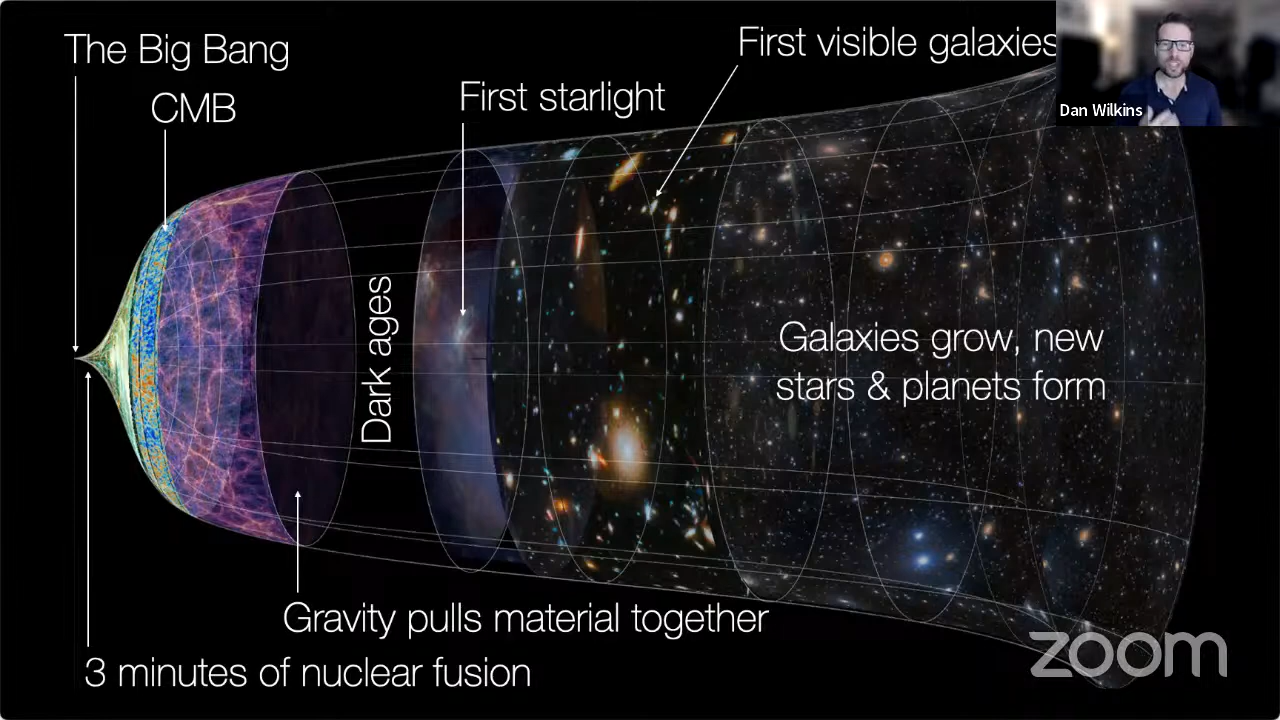 The Big Bang
CMB
First starlight
First visible galaxies
Dan Wilkins
Dark ages
Galaxies grow, new
stars & planets form
Gravity pulls material together
3 minutes of nuclear fusion
zoom